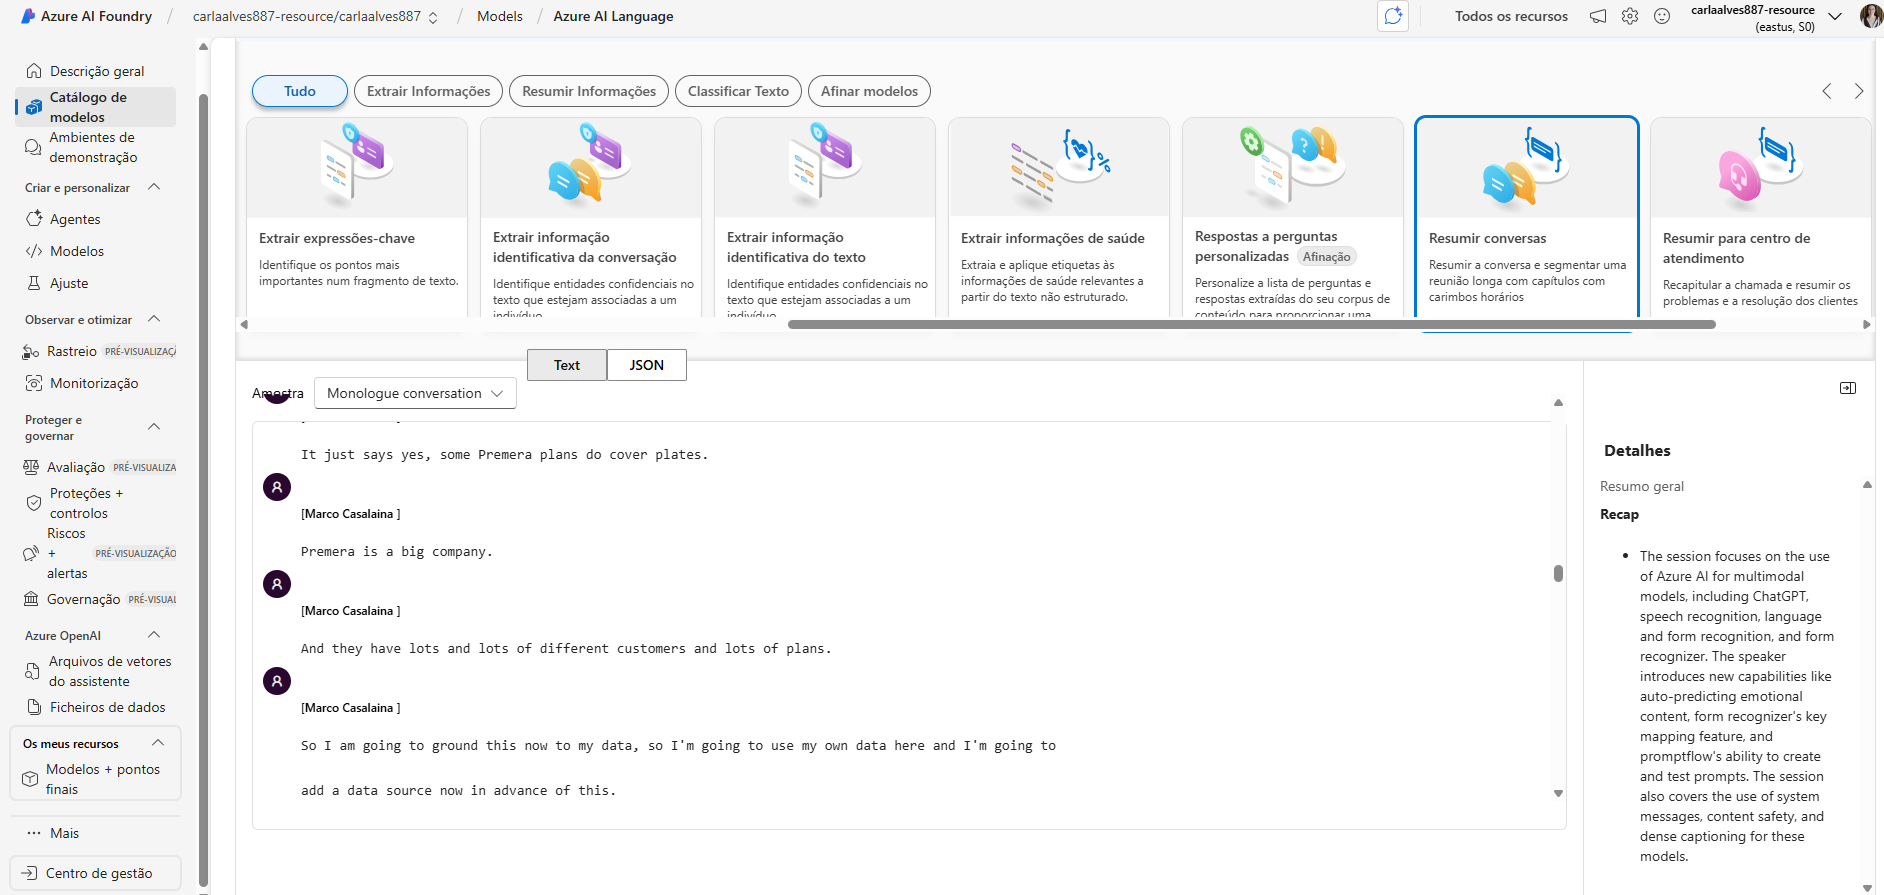 Azure AI Foundry / carlaalves887-resource/carlaalves887 / Models / Azure AI Language
Todos os recursos
carlaalves887-resource
(eastus, S0)
Descrição geral
Catálogo de
modelos
Ambientes de
demonstração
Criar e personalizar
Agentes
Modelos
Ajuste
Observar e otimizar
Rastreio PRÉ-VISUALIZAÇÃ
Monitorização
Proteger e
governar
Avaliação PRÉ-VISUALIZA
Proteções +
controlos
Riscos
+ PRÉ-VISUALIZAÇÃO
alertas
Governação PRÉ-VISUAL
Azure OpenAI
Arquivos de vetores
do assistente
Ficheiros de dados
Os meus recursos
Modelos + pontos
finais
Mais
Centro de gestão
Tudo
Extrair Informações
Resumir Informações
Classificar Texto
Afinar modelos
Extrair expressões-chave
Identifique os pontos mais
importantes num fragmento de texto.
Extrair informação
identificativa da conversação
Identifique entidades confidenciais no
texto que estejam associadas a um
indivíduo
Extrair informação
identificativa do texto
Identifique entidades confidenciais no
texto que estejam associadas a um
indivíduo
Extrair informações de saúde
Extraia e aplique etiquetas às
informações de saúde relevantes a
partir do texto não estruturado.
Respostas a perguntas
personalizadas Afinação
Personalize a lista de perguntas e
respostas extraídas do seu corpus de
conteúdo para proporcionar uma
Resumir conversas
Resumir a conversa e segmentar uma
reunião longa com capítulos com
carimbos horários
Resumir para centro de
atendimento
Recapitular a chamada e resumir os
problemas e a resolução dos clientes
Text
JSON
Amostra
Monologue conversation
It just says yes, some Premera plans do cover plates.
[Marco Casalaina ]
Premera is a big company.
[Marco Casalaina ]
And they have lots and lots of different customers and lots of plans.
[Marco Casalaina ]
So I am going to ground this now to my data, so I'm going to use my own data here and I'm going to
add a data source now in advance of this.
Detalhes
Resumo geral
Recap
• The session focuses on the use
of Azure AI for multimodal
models, including ChatGPT,
speech recognition, language
and form recognition, and form
recognizer. The speaker
introduces new capabilities like
auto-predicting emotional
content, form recognizer's key
mapping feature, and
promptflow's ability to create
and test prompts. The session
also covers the use of system
messages, content safety, and
dense captioning for these
models.